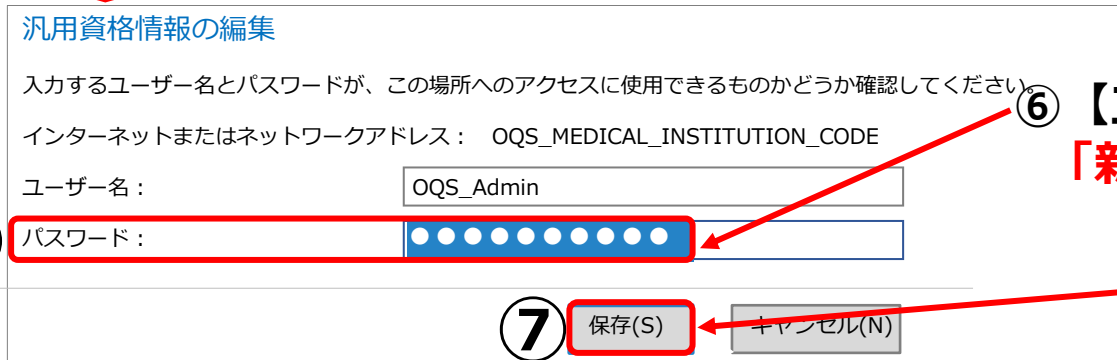 汎用資格情報の編集
入力するユーザー名とパスワードが、この場所へのアクセスに使用できるものかどうか確認してください。
インターネットまたはネットワークアドレス： OQS_MEDICAL_INSTITUTION_CODE
ユーザー名： OQS_Admin
パスワード： ●●●●●●●●●●
⑥ 【
「新
⑦ 保存(S) キャンセル(N)